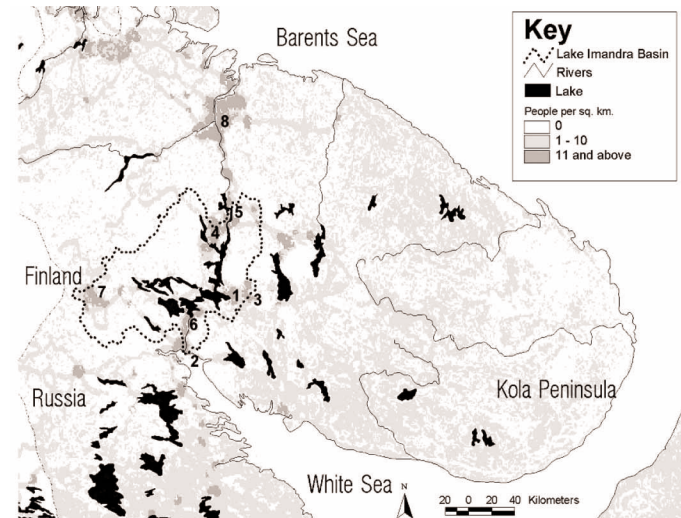 Barents Sea
Key
Lake Imandra Basin
Rivers
Lake
People per sq. km.
0
1 - 10
11 and above
8
5
4
Finland
7
1
3
6
2
Russia
Kola Peninsula
White Sea
N
20 0 20 40 Kilometers